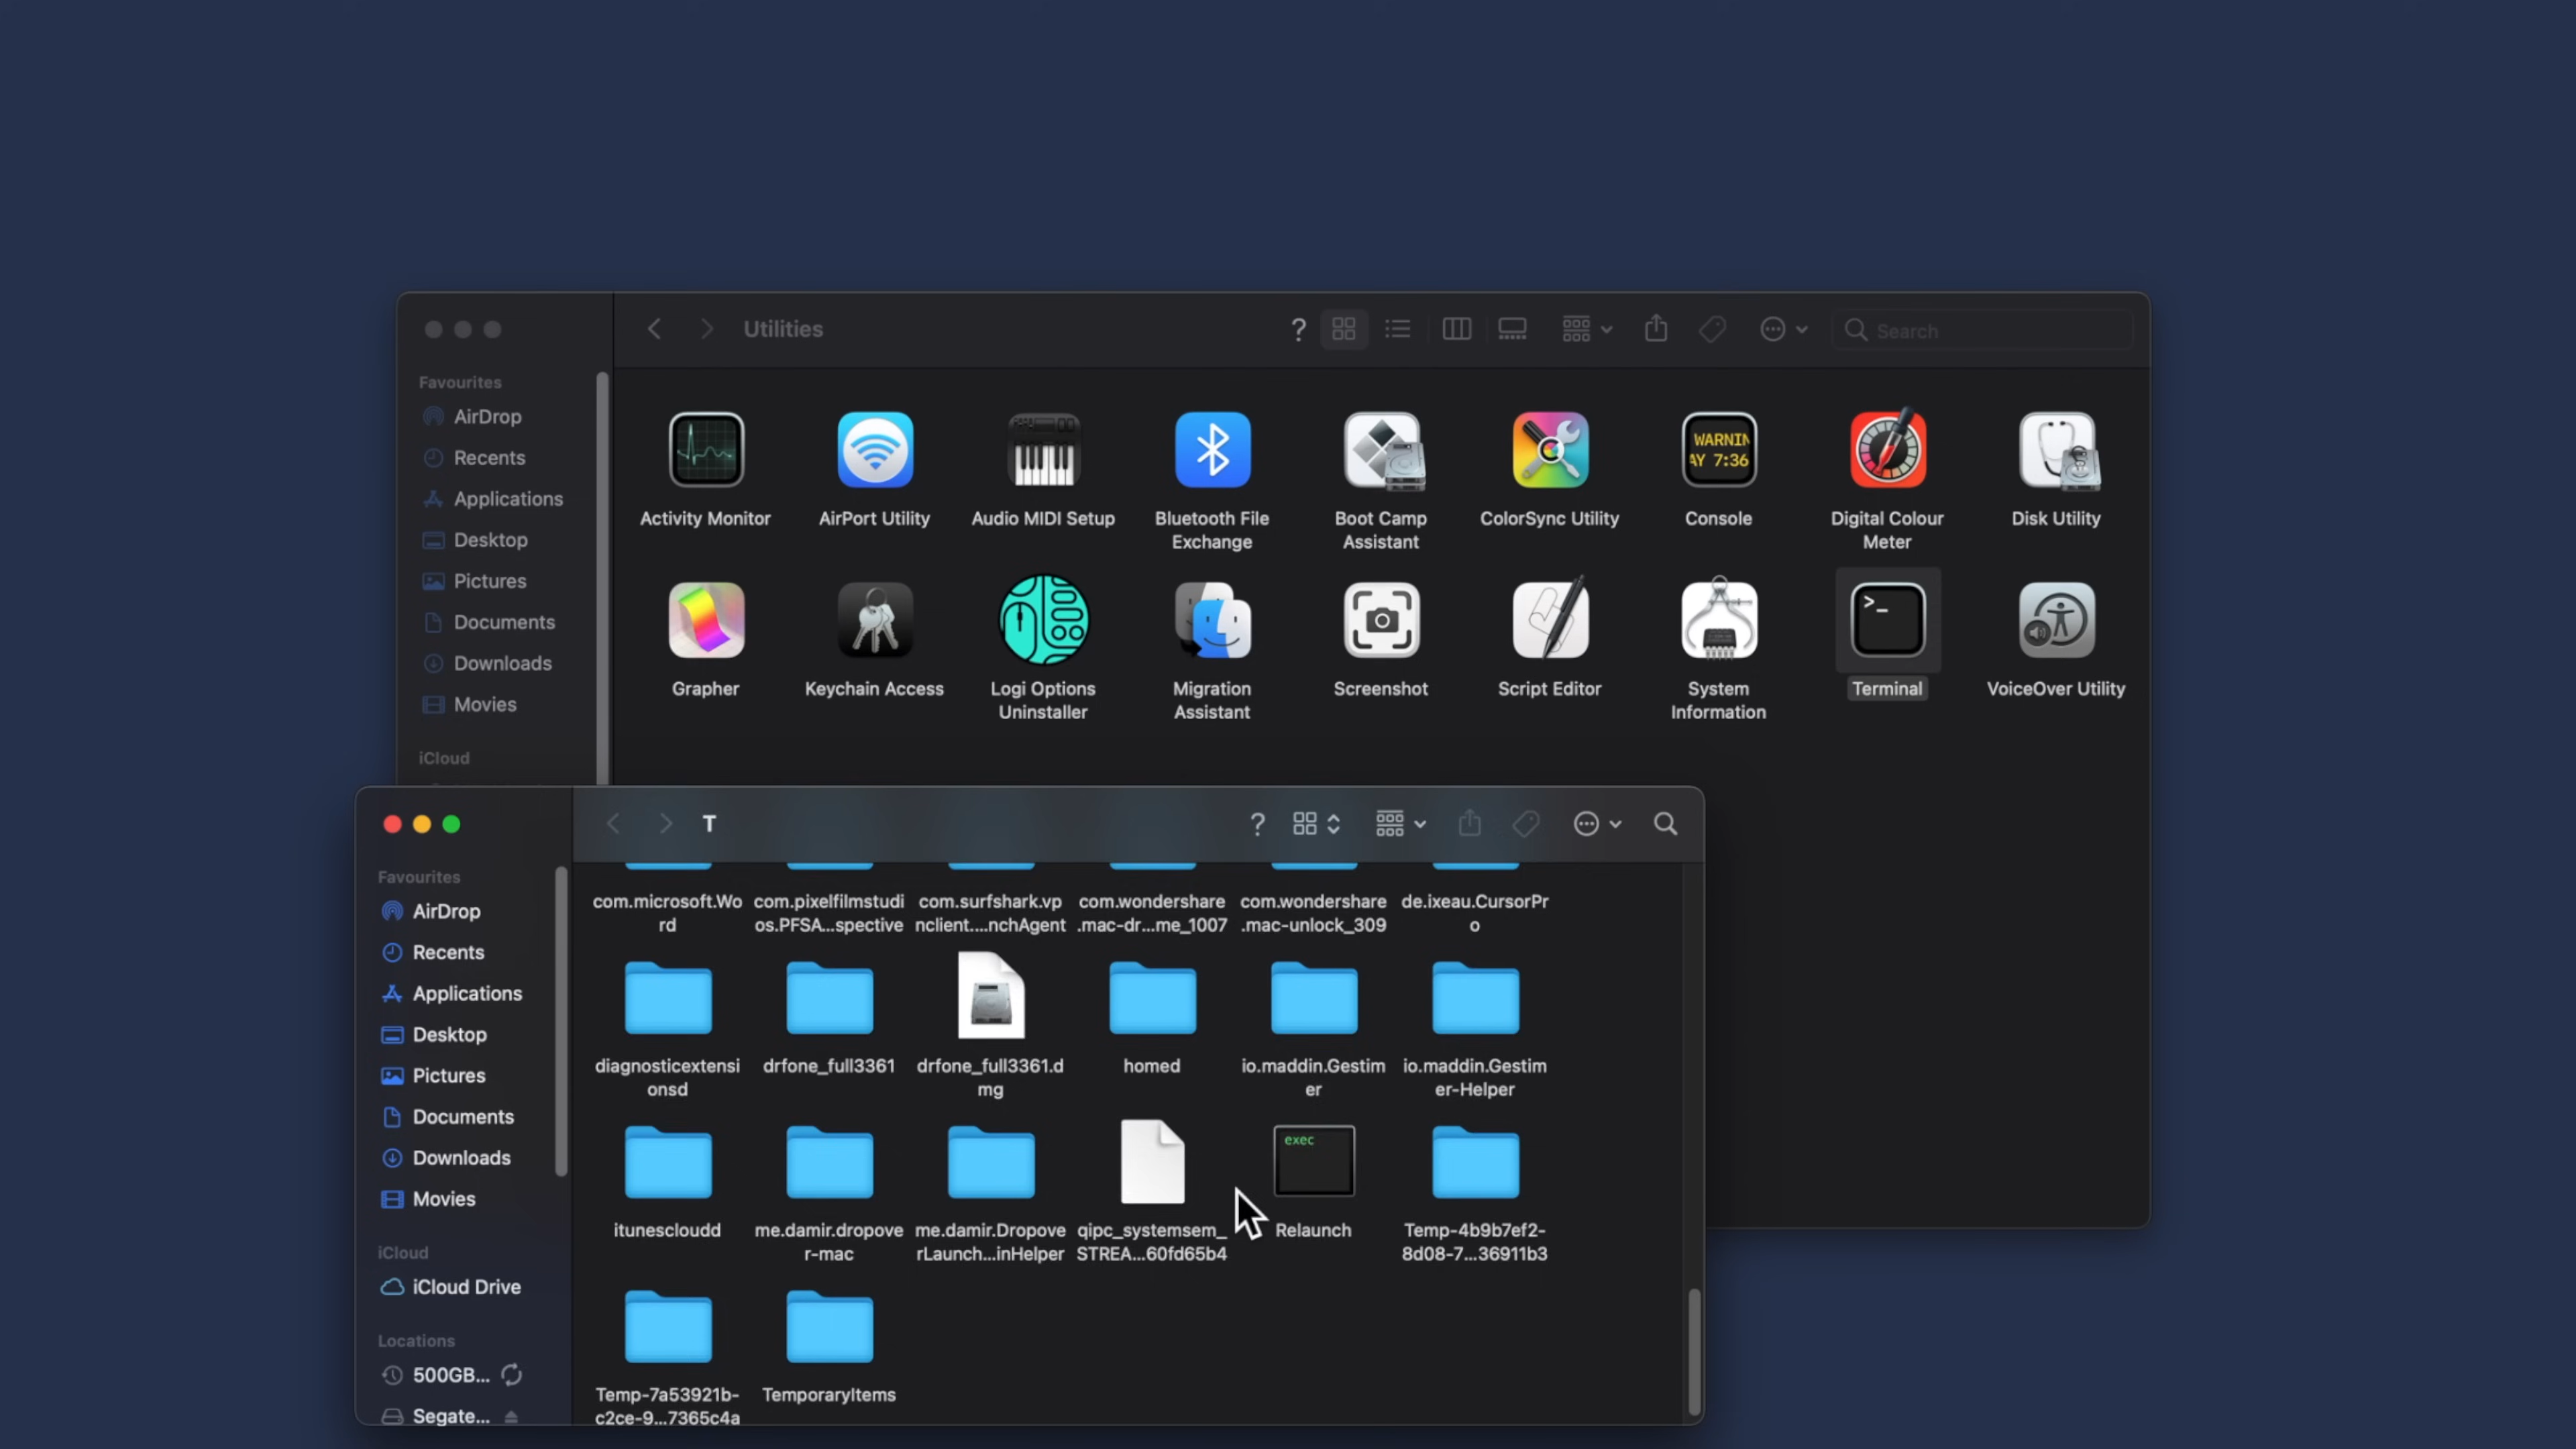 Utilities
?
Search
Favourites
AirDrop
Recents
Applications
Desktop
Pictures
Documents
Downloads
Movies
iCloud
WARNIN
AY 7:36
Activity Monitor
AirPort Utility
Audio MIDI Setup
Bluetooth File
Exchange
Boot Camp
Assistant
ColorSync Utility
Console
Digital Colour
Meter
Disk Utility
>_
Grapher
Keychain Access
Logi Options
Uninstaller
Migration
Assistant
Screenshot
Script Editor
System
Information
Terminal
VoiceOver Utility
T
?
Favourites
AirDrop
Recents
Applications
Desktop
Pictures
Documents
Downloads
Movies
iCloud
iCloud Drive
Locations
500GB...
Segate...
com.microsoft.Wo
rd
com.pixelfilmstudi
os.PFSA...spective
com.surfshark.vp
nclient....nchAgent
com.wondershare
.mac-dr...me_1007
com.wondershare
.mac-unlock_309
de.ixeau.CursorPr
o
diagnosticextensi
onsd
drfone_full3361
drfone_full3361.d
mg
homed
io.maddin.Gestim
er
io.maddin.Gestim
er-Helper
exec
itunescloudd
me.damir.dropove
r-mac
me.damir.Dropove
rLaunch...inHelper
qipc_systemsem_
STREA...60fd65b4
Relaunch
Temp-4b9b7ef2-
8d08-7...36911b3
Temp-7a53921b-
c2ce-9...7365c4a
TemporaryItems